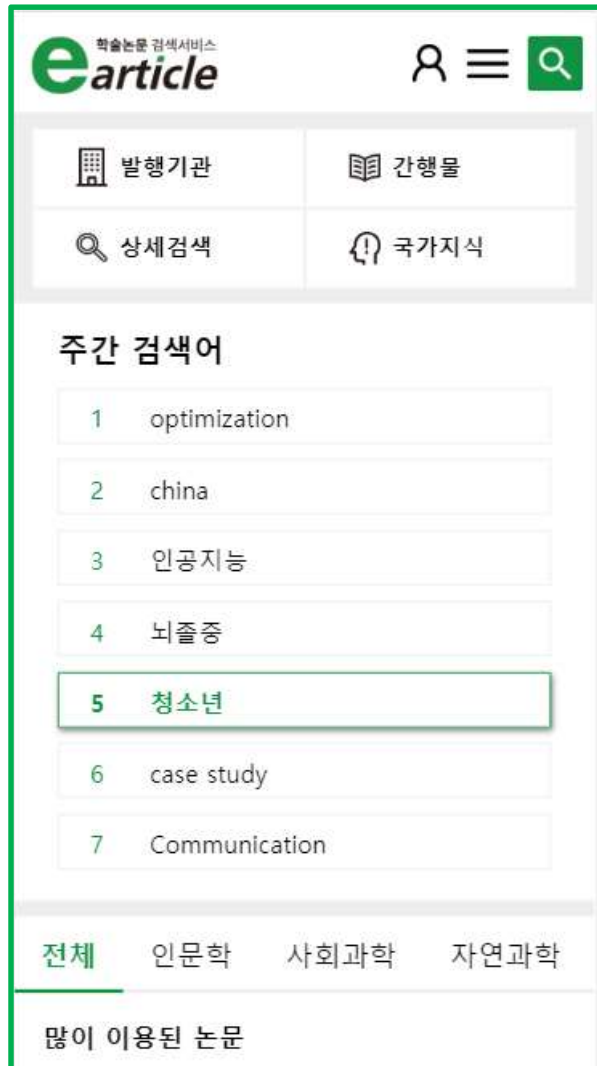 학술논문 검색서비스
earticle
발행기관 간행물
상세검색 국가지식
주간 검색어
1 optimization
2 china
3 인공지능
4 뇌졸중
5 청소년
6 case study
7 Communication
전체 인문학 사회과학 자연과학
많이 이용된 논문